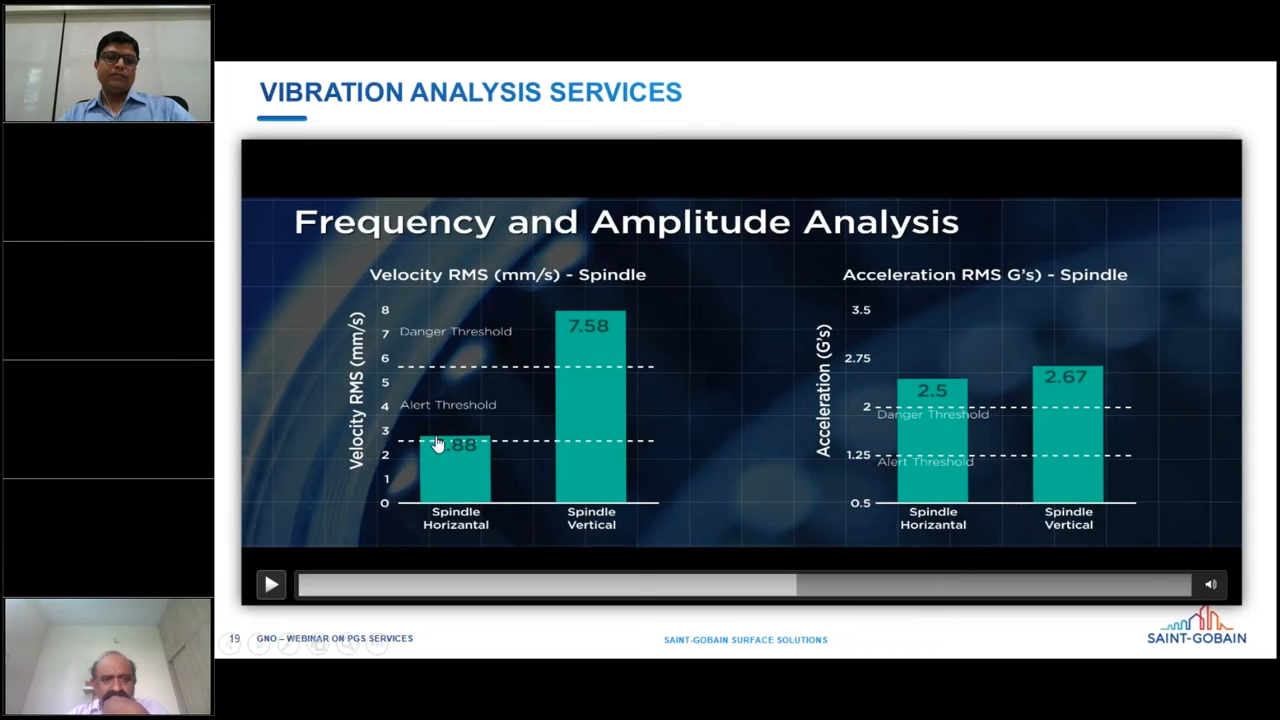 VIBRATION ANALYSIS SERVICES
Frequency and Amplitude Analysis
Velocity RMS (mm/s) - Spindle
Velocity RMS (mm/s)
8
7
6
5
4
3
2
1
0
Danger Threshold
Alert Threshold
.88
7.58
Spindle
Horizantal
Spindle
Vertical
Acceleration RMS G's) - Spindle
Acceleration (G's)
3.5
2.75
2
1.25
0.5
Danger Threshold
Alert Threshold
2.5
2.67
Spindle
Horizantal
Spindle
Vertical
19 GNO – WEBINAR ON PGS SERVICES
SAINT-GOBAIN SURFACE SOLUTIONS
SAINT-GOBAIN